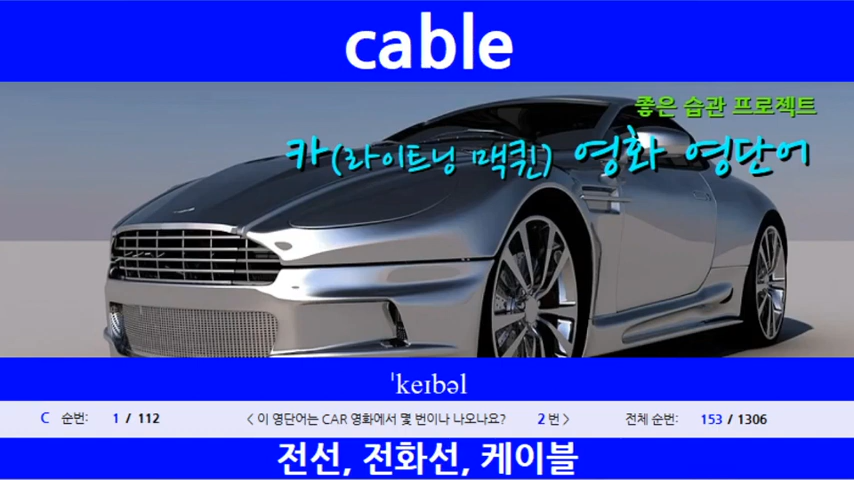 cable
좋은 습관 프로젝트
카(라이트닝 맥퀸) 영화 영단어
ˈkeɪbəl
C 순번: 1 / 112 < 이 영단어는 CAR 영화에서 몇 번이나 나오나요? 2 번 > 전체 순번: 153 / 1306
전선, 전화선, 케이블